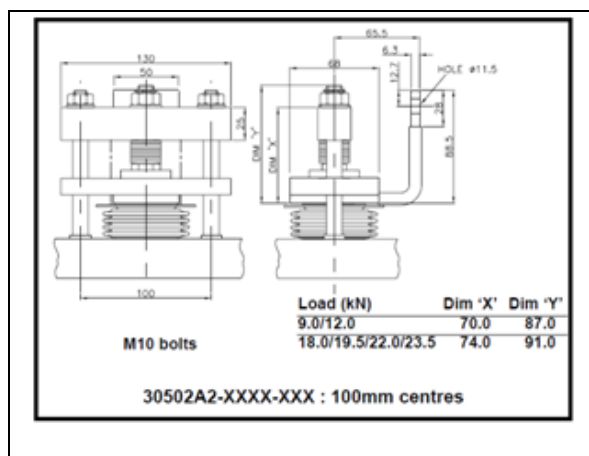 130
50
25
100
M10 bolts
65.5
6.3
68
12.7
HOLE ø11.5
28
88.5
DIM "Y"
DIM "X"
Load (kN) Dim 'X' Dim 'Y'
9.0/12.0 70.0 87.0
18.0/19.5/22.0/23.5 74.0 91.0
30502A2-XXXX-XXX : 100mm centres